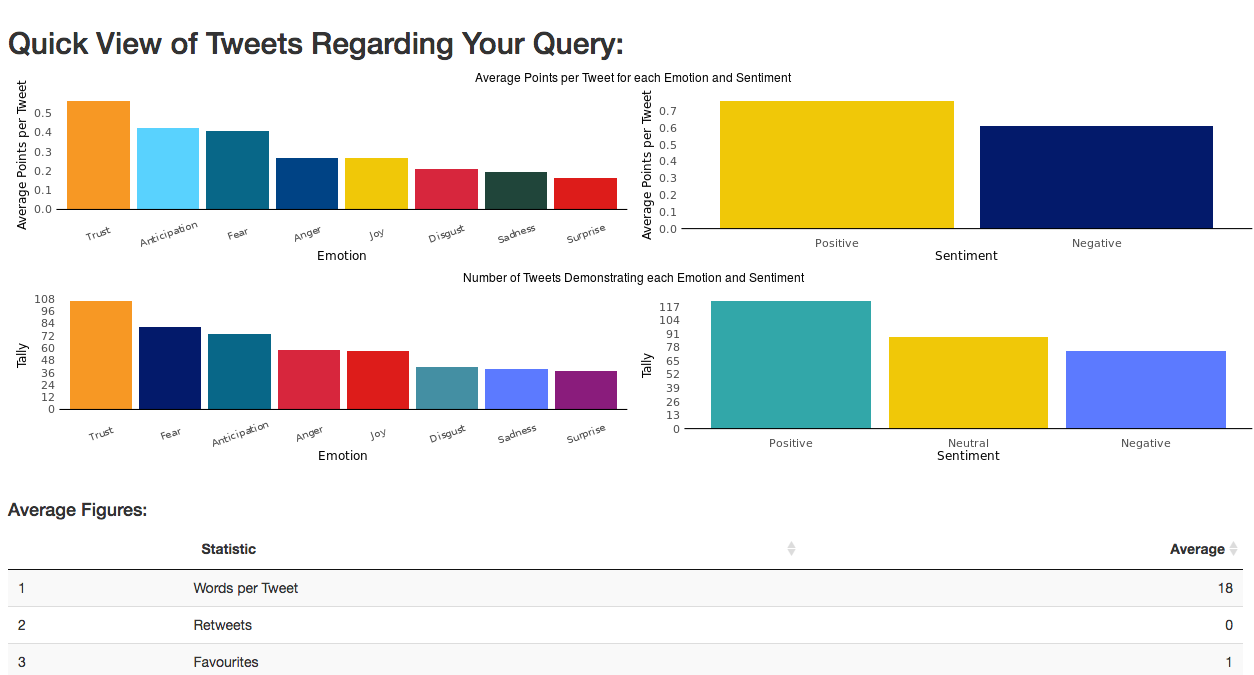 Quick View of Tweets Regarding Your Query:
Average Points per Tweet for each Emotion and Sentiment
Average Points per Tweet
0.5
0.4
0.3
0.2
0.1
0.0
Trust Anticipation Fear Anger Joy Disgust Sadness Surprise
Emotion
Average Points per Tweet
0.7
0.6
0.5
0.4
0.3
0.2
0.1
0.0
Positive Negative
Sentiment
Number of Tweets Demonstrating each Emotion and Sentiment
Tally
108
96
84
72
60
48
36
24
12
0
Trust Fear Anticipation Anger Joy Disgust Sadness Surprise
Emotion
Tally
117
104
91
78
65
52
39
26
13
0
Positive Neutral Negative
Sentiment
Average Figures:
Statistic Average
1 Words per Tweet 18
2 Retweets 0
3 Favourites 1